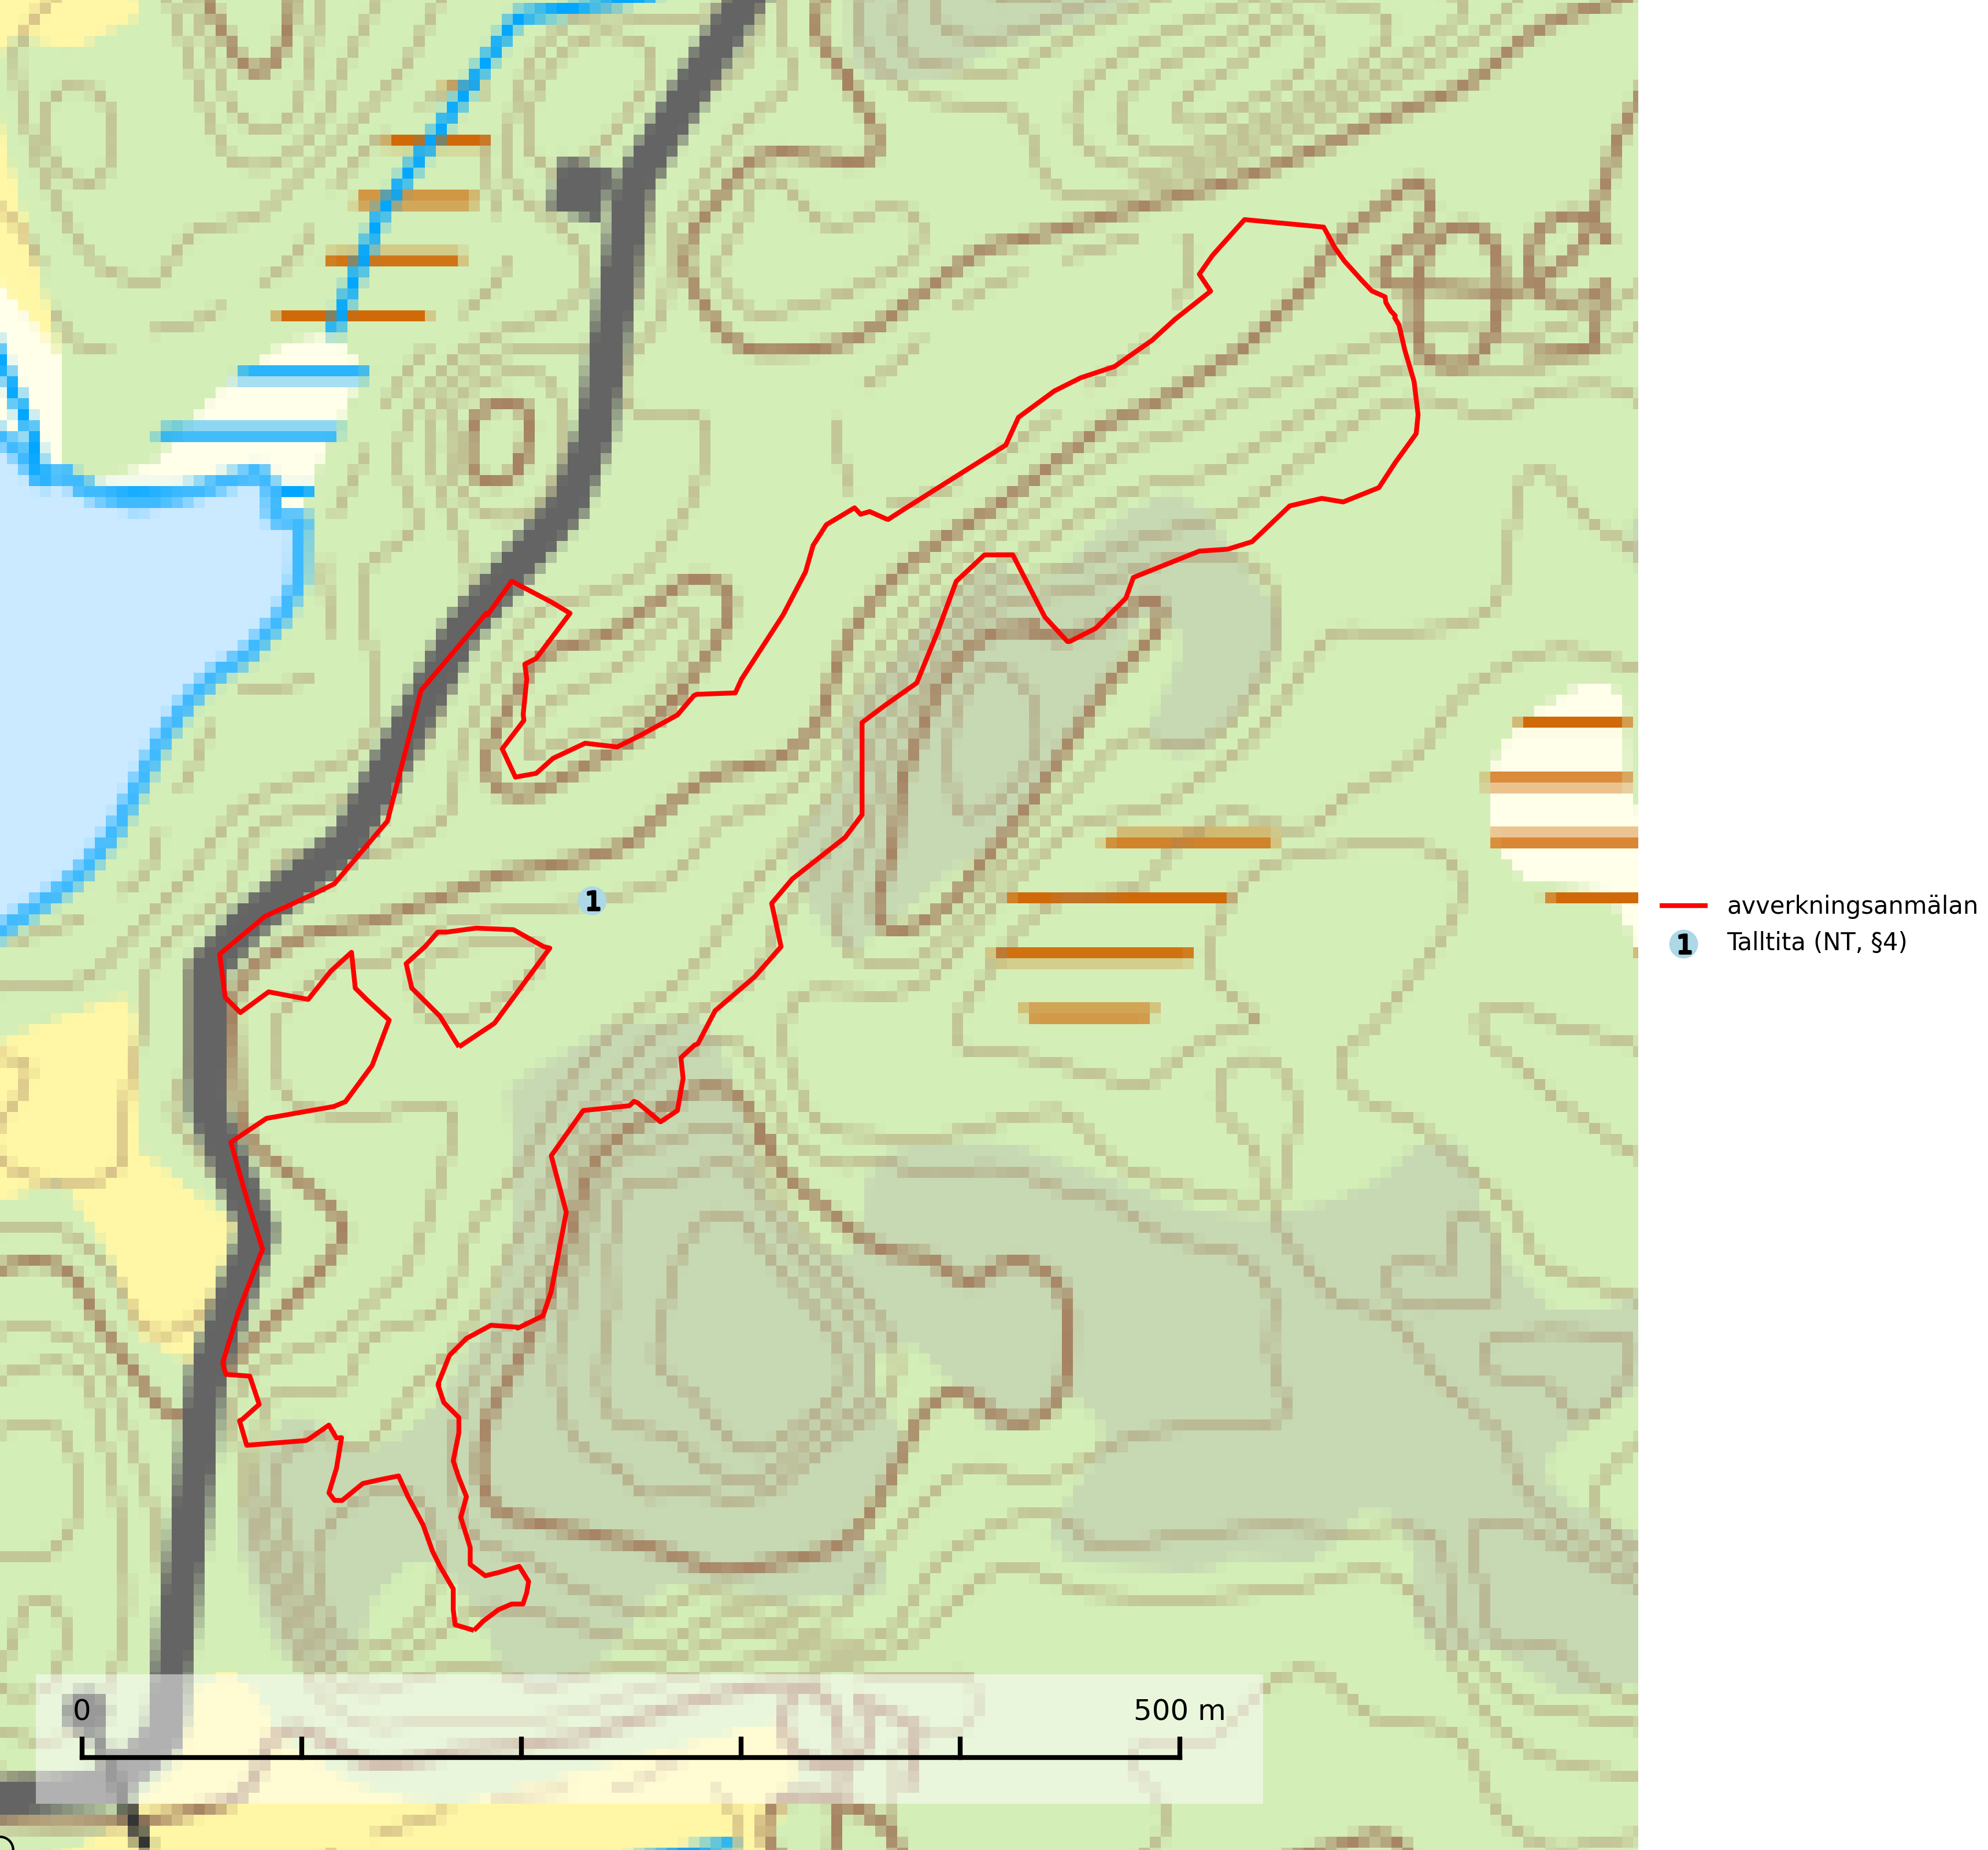 1
avverkningsanmälan
1 Talltita (NT, §4)
0 500 m